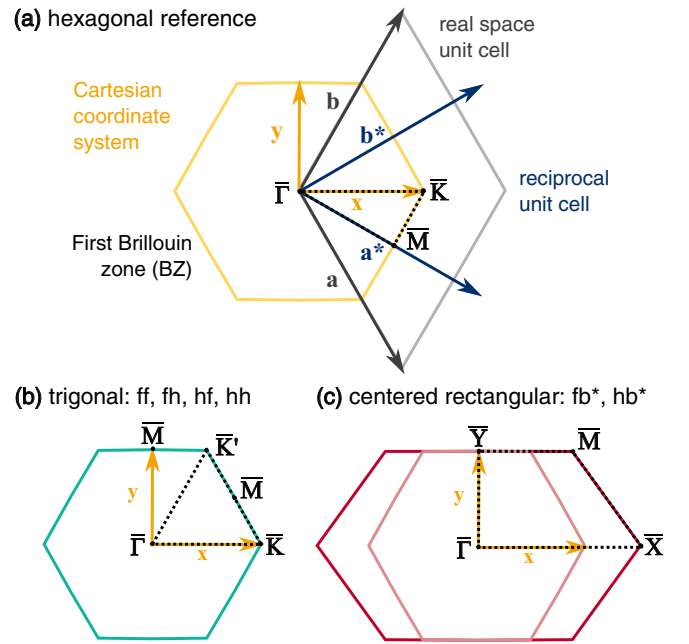 (a) hexagonal reference
real space
unit cell
Cartesian
coordinate
system
b
y
b*
Γ̅
x
K̅
reciprocal
unit cell
M̅
First Brillouin
zone (BZ)
a*
a
(b) trigonal: ff, fh, hf, hh
M̅
K̅'
y
M̅
Γ̅
x
K̅
(c) centered rectangular: fb*, hb*
Y̅
M̅
y
Γ̅
x
X̅